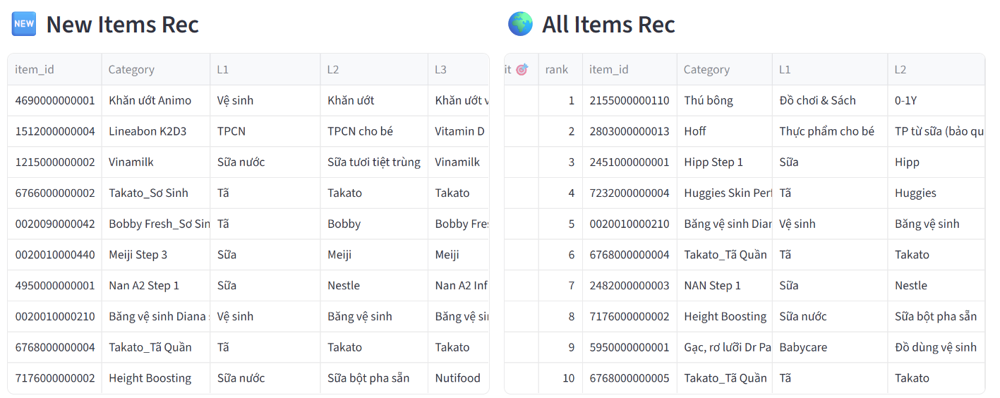 NEW New Items Rec
item_id Category L1 L2 L3
4690000000001 Khăn ướt Animo Vệ sinh Khăn ướt Khăn ướt v
1512000000004 Lineabon K2D3 TPCN TPCN cho bé Vitamin D
1215000000002 Vinamilk Sữa nước Sữa tươi tiệt trùng Vinamilk
6766000000002 Takato_Sơ Sinh Tã Takato Takato
0020090000042 Bobby Fresh_Sơ Sin Tã Bobby Bobby Fres
0020010000440 Meiji Step 3 Sữa Meiji Meiji
4950000000001 Nan A2 Step 1 Sữa Nestle Nan A2 Inf
0020010000210 Băng vệ sinh Diana s Vệ sinh Băng vệ sinh Băng vệ si
6768000000004 Takato_Tã Quần Tã Takato Takato
7176000000002 Height Boosting Sữa nước Sữa bột pha sẵn Nutifood
All Items Rec
it rank item_id Category L1 L2
1 2155000000110 Thú bông Đồ chơi & Sách 0-1Y
2 2803000000013 Hoff Thực phẩm cho bé TP từ sữa (bảo qu
3 2451000000001 Hipp Step 1 Sữa Hipp
4 7232000000004 Huggies Skin Perf Tã Huggies
5 0020010000210 Băng vệ sinh Dian Vệ sinh Băng vệ sinh
6 6768000000004 Takato_Tã Quần Tã Takato
7 2482000000003 NAN Step 1 Sữa Nestle
8 7176000000002 Height Boosting Sữa nước Sữa bột pha sẵn
9 5950000000001 Gạc, rơ lưỡi Dr Pa Babycare Đồ dùng vệ sinh
10 6768000000005 Takato_Tã Quần Tã Takato